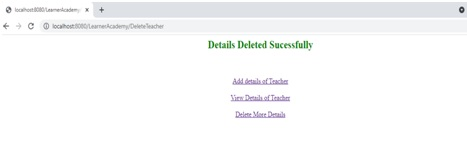 localhost:8080/LearnerAcademy/
localhost:8080/LearnerAcademy/DeleteTeacher
Details Deleted Sucessfully
Add details of Teacher
View Details of Teacher
Delete More Details